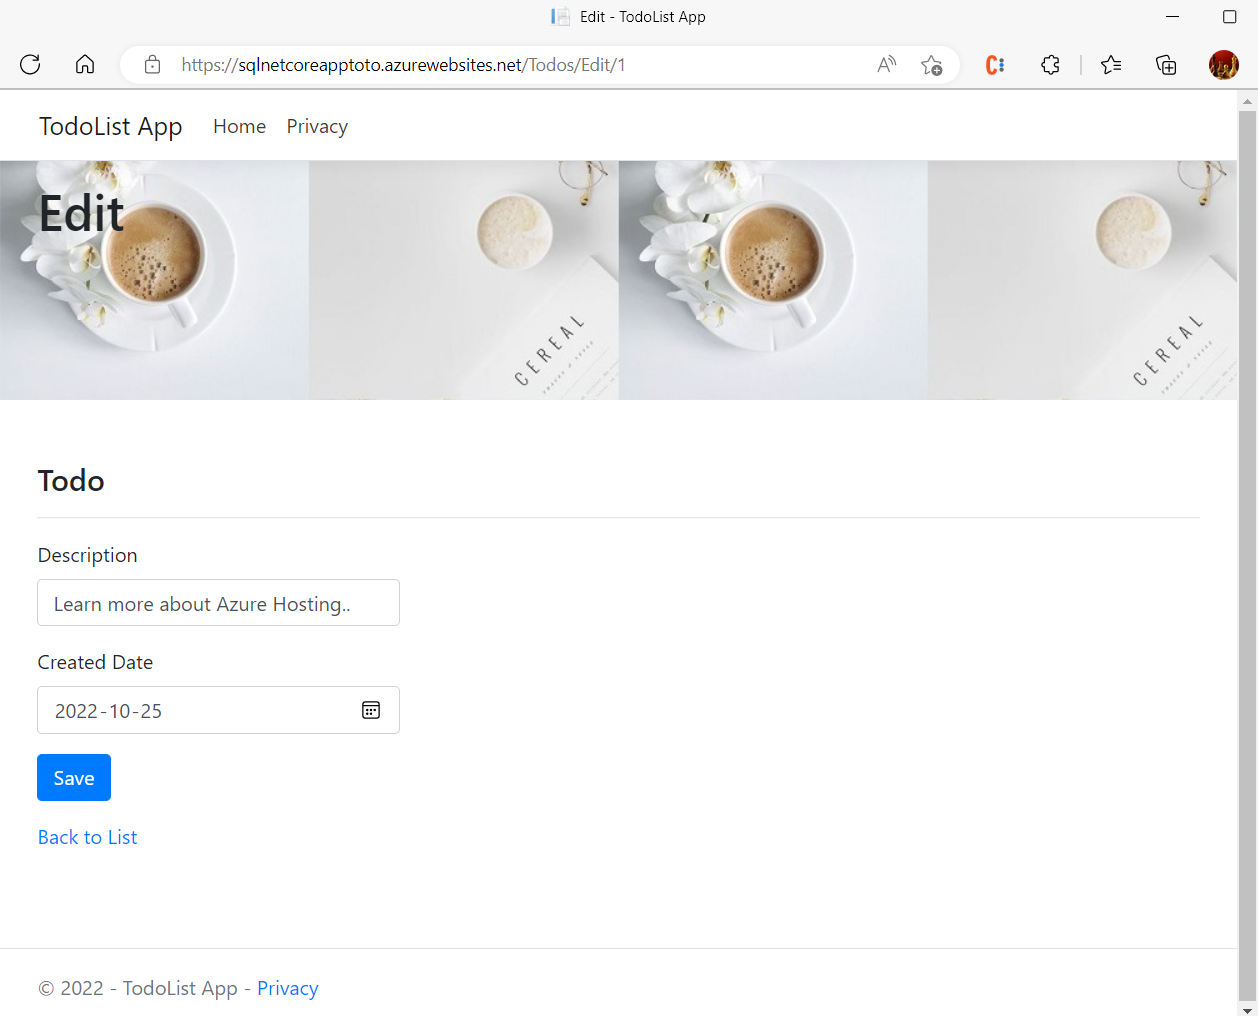 Edit - TodoList App
https://sqlnetcoreapptoto.azurewebsites.net/Todos/Edit/1
TodoList App Home Privacy
Edit
CEREAL CEREAL
Todo
Description
Learn more about Azure Hosting..
Created Date
2022-10-25
Save
Back to List
© 2022 - TodoList App - Privacy